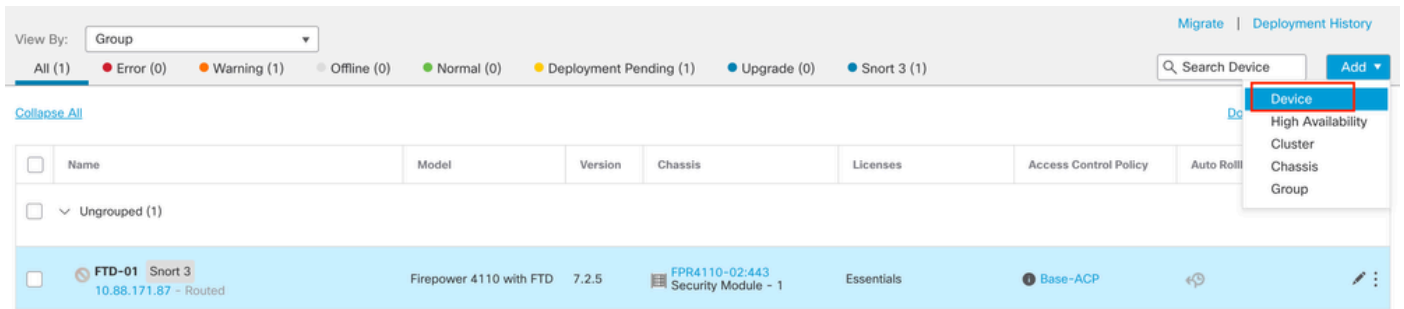 Migrate | Deployment History
View By: Group
All (1) Error (0) Warning (1) Offline (0) Normal (0) Deployment Pending (1) Upgrade (0) Snort 3 (1) Search Device Add
Collapse All
Device
High Availability
Cluster
Chassis
Group
Name Model Version Chassis Licenses Access Control Policy Auto
Ungrouped (1)
FTD-01 Snort 3
10.88.171.87 - Routed
Firepower 4110 with FTD 7.2.5
FPR4110-02:443
Security Module - 1
Essentials Base-ACP